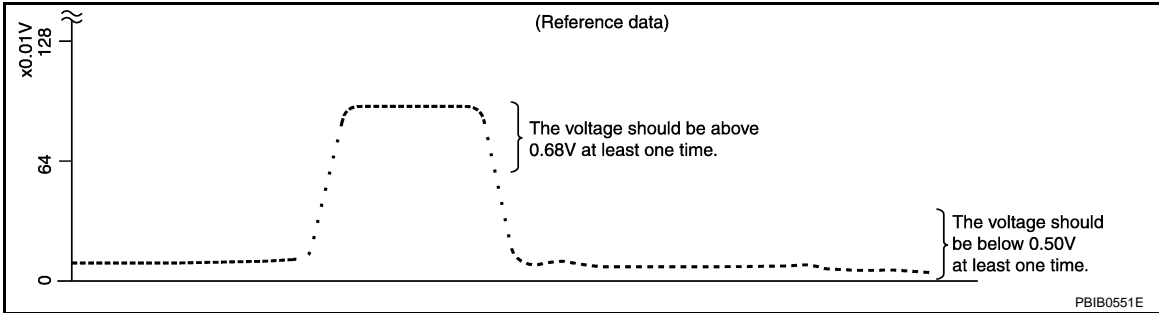 (Reference data)
x0.01V
128
64
0
The voltage should be above
0.68V at least one time.
The voltage should
be below 0.50V
at least one time.
PBIB0551E